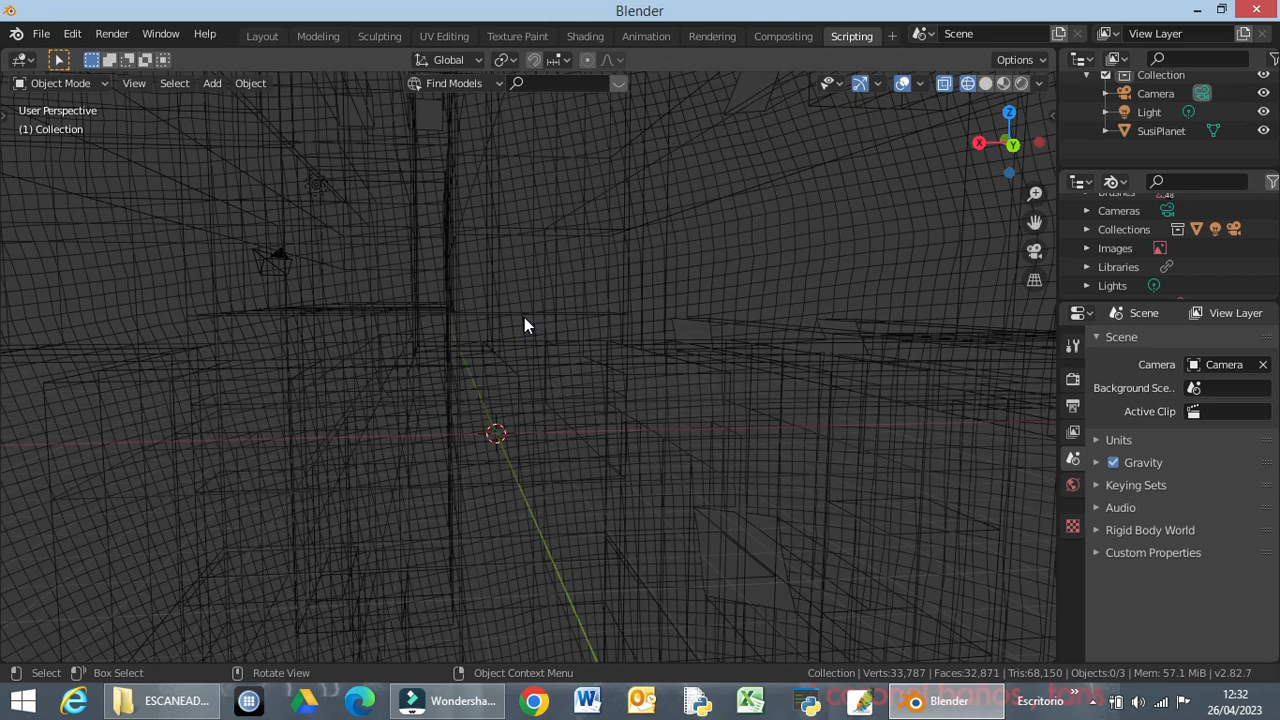 Blender
File Edit Render Window Help
Layout Modeling Sculpting UV Editing Texture Paint Shading Animation Rendering Compositing Scripting + Scene View Layer
Global Options
Object Mode View Select Add Object Find Models
User Perspective
(1) Collection
X Y Z
Collection
Camera
Light
SusiPlanet
Cameras
Collections
Images
Libraries
Lights
Scene View Layer
Scene
Camera Camera
Background Sce..
Active Clip
Units
Gravity
Keying Sets
Audio
Rigid Body World
Custom Properties
Select Box Select Rotate View Object Context Menu Collection | Verts:33,787 | Faces:32,871 | Tris:68,150 | Objects:0/3 | Mem: 57.1 MiB | v2.82.7
ESCANEAD... Wondersha... Blender Escritorio 12:32
26/04/2023